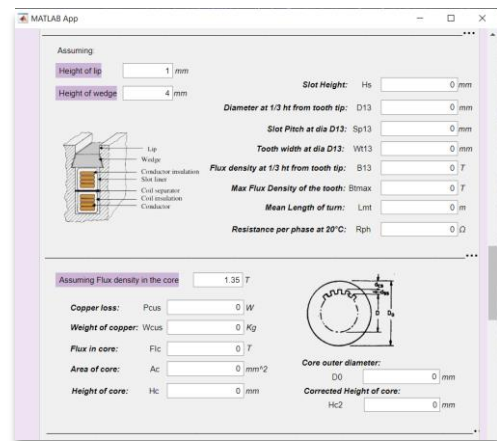 MATLAB App
Assuming:
Height of lip 1 mm
Height of wedge 4 mm
Slot Height: Hs 0 mm
Diameter at 1/3 ht from tooth tip: D13 0 mm
Slot Pitch at dia D13: Sp13 0 mm
Tooth width at dia D13: Wt13 0 mm
Flux density at 1/3 ht from tooth tip: B13 0 T
Max Flux Density of the tooth: Btmax 0 T
Mean Length of turn: Lmt 0 m
Resistance per phase at 20°C: Rph 0 Ω
Lip
Wedge
Conductor insulation
Slot liner
Coil separator
Coil insulation
Conductor
Assuming Flux density in the core 1.35 T
Copper loss: Pcus 0 W
Weight of copper: Wcus 0 Kg
Flux in core: Flc 0 T
Area of core: Ac 0 mm^2
Height of core: Hc 0 mm
D
Core outer diameter:
D0 0 mm
Corrected Height of core:
Hc2 0 mm